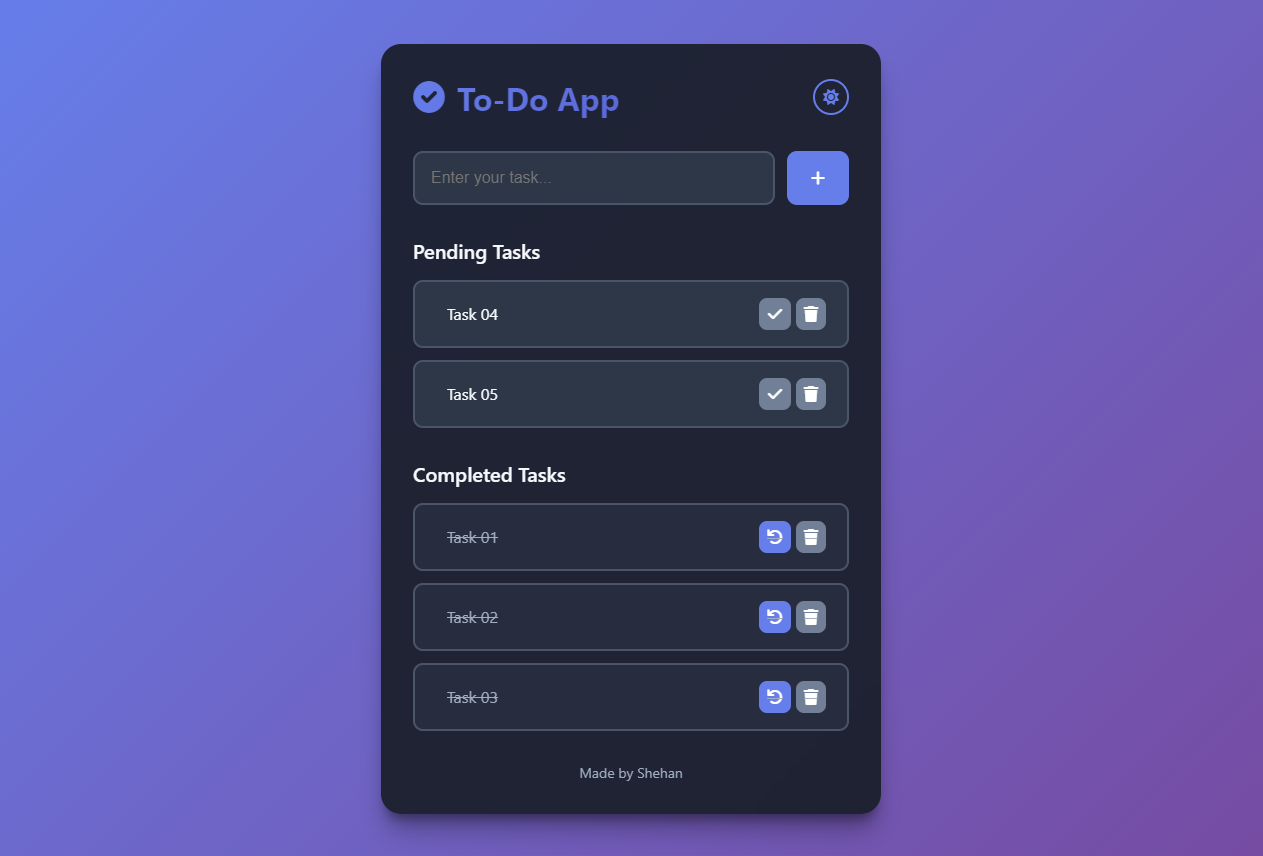 To-Do App
Enter your task...
+
Pending Tasks
Task 04
Task 05
Completed Tasks
Task 01
Task 02
Task 03
Made by Shehan